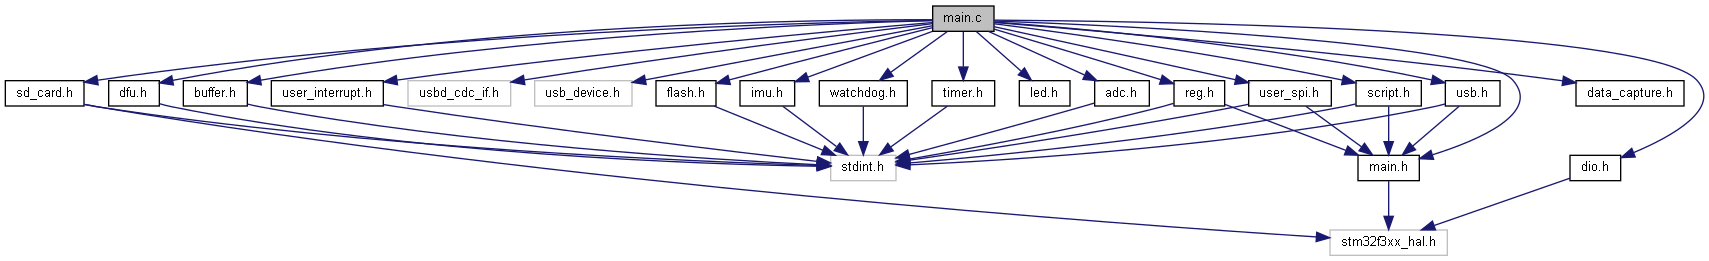 main.c
sd_card.h
dfu.h
buffer.h
user_interrupt.h
usbd_cdc_if.h
usb_device.h
flash.h
imu.h
watchdog.h
timer.h
led.h
adc.h
reg.h
user_spi.h
script.h
usb.h
data_capture.h
stdint.h
main.h
dio.h
stm32f3xx_hal.h